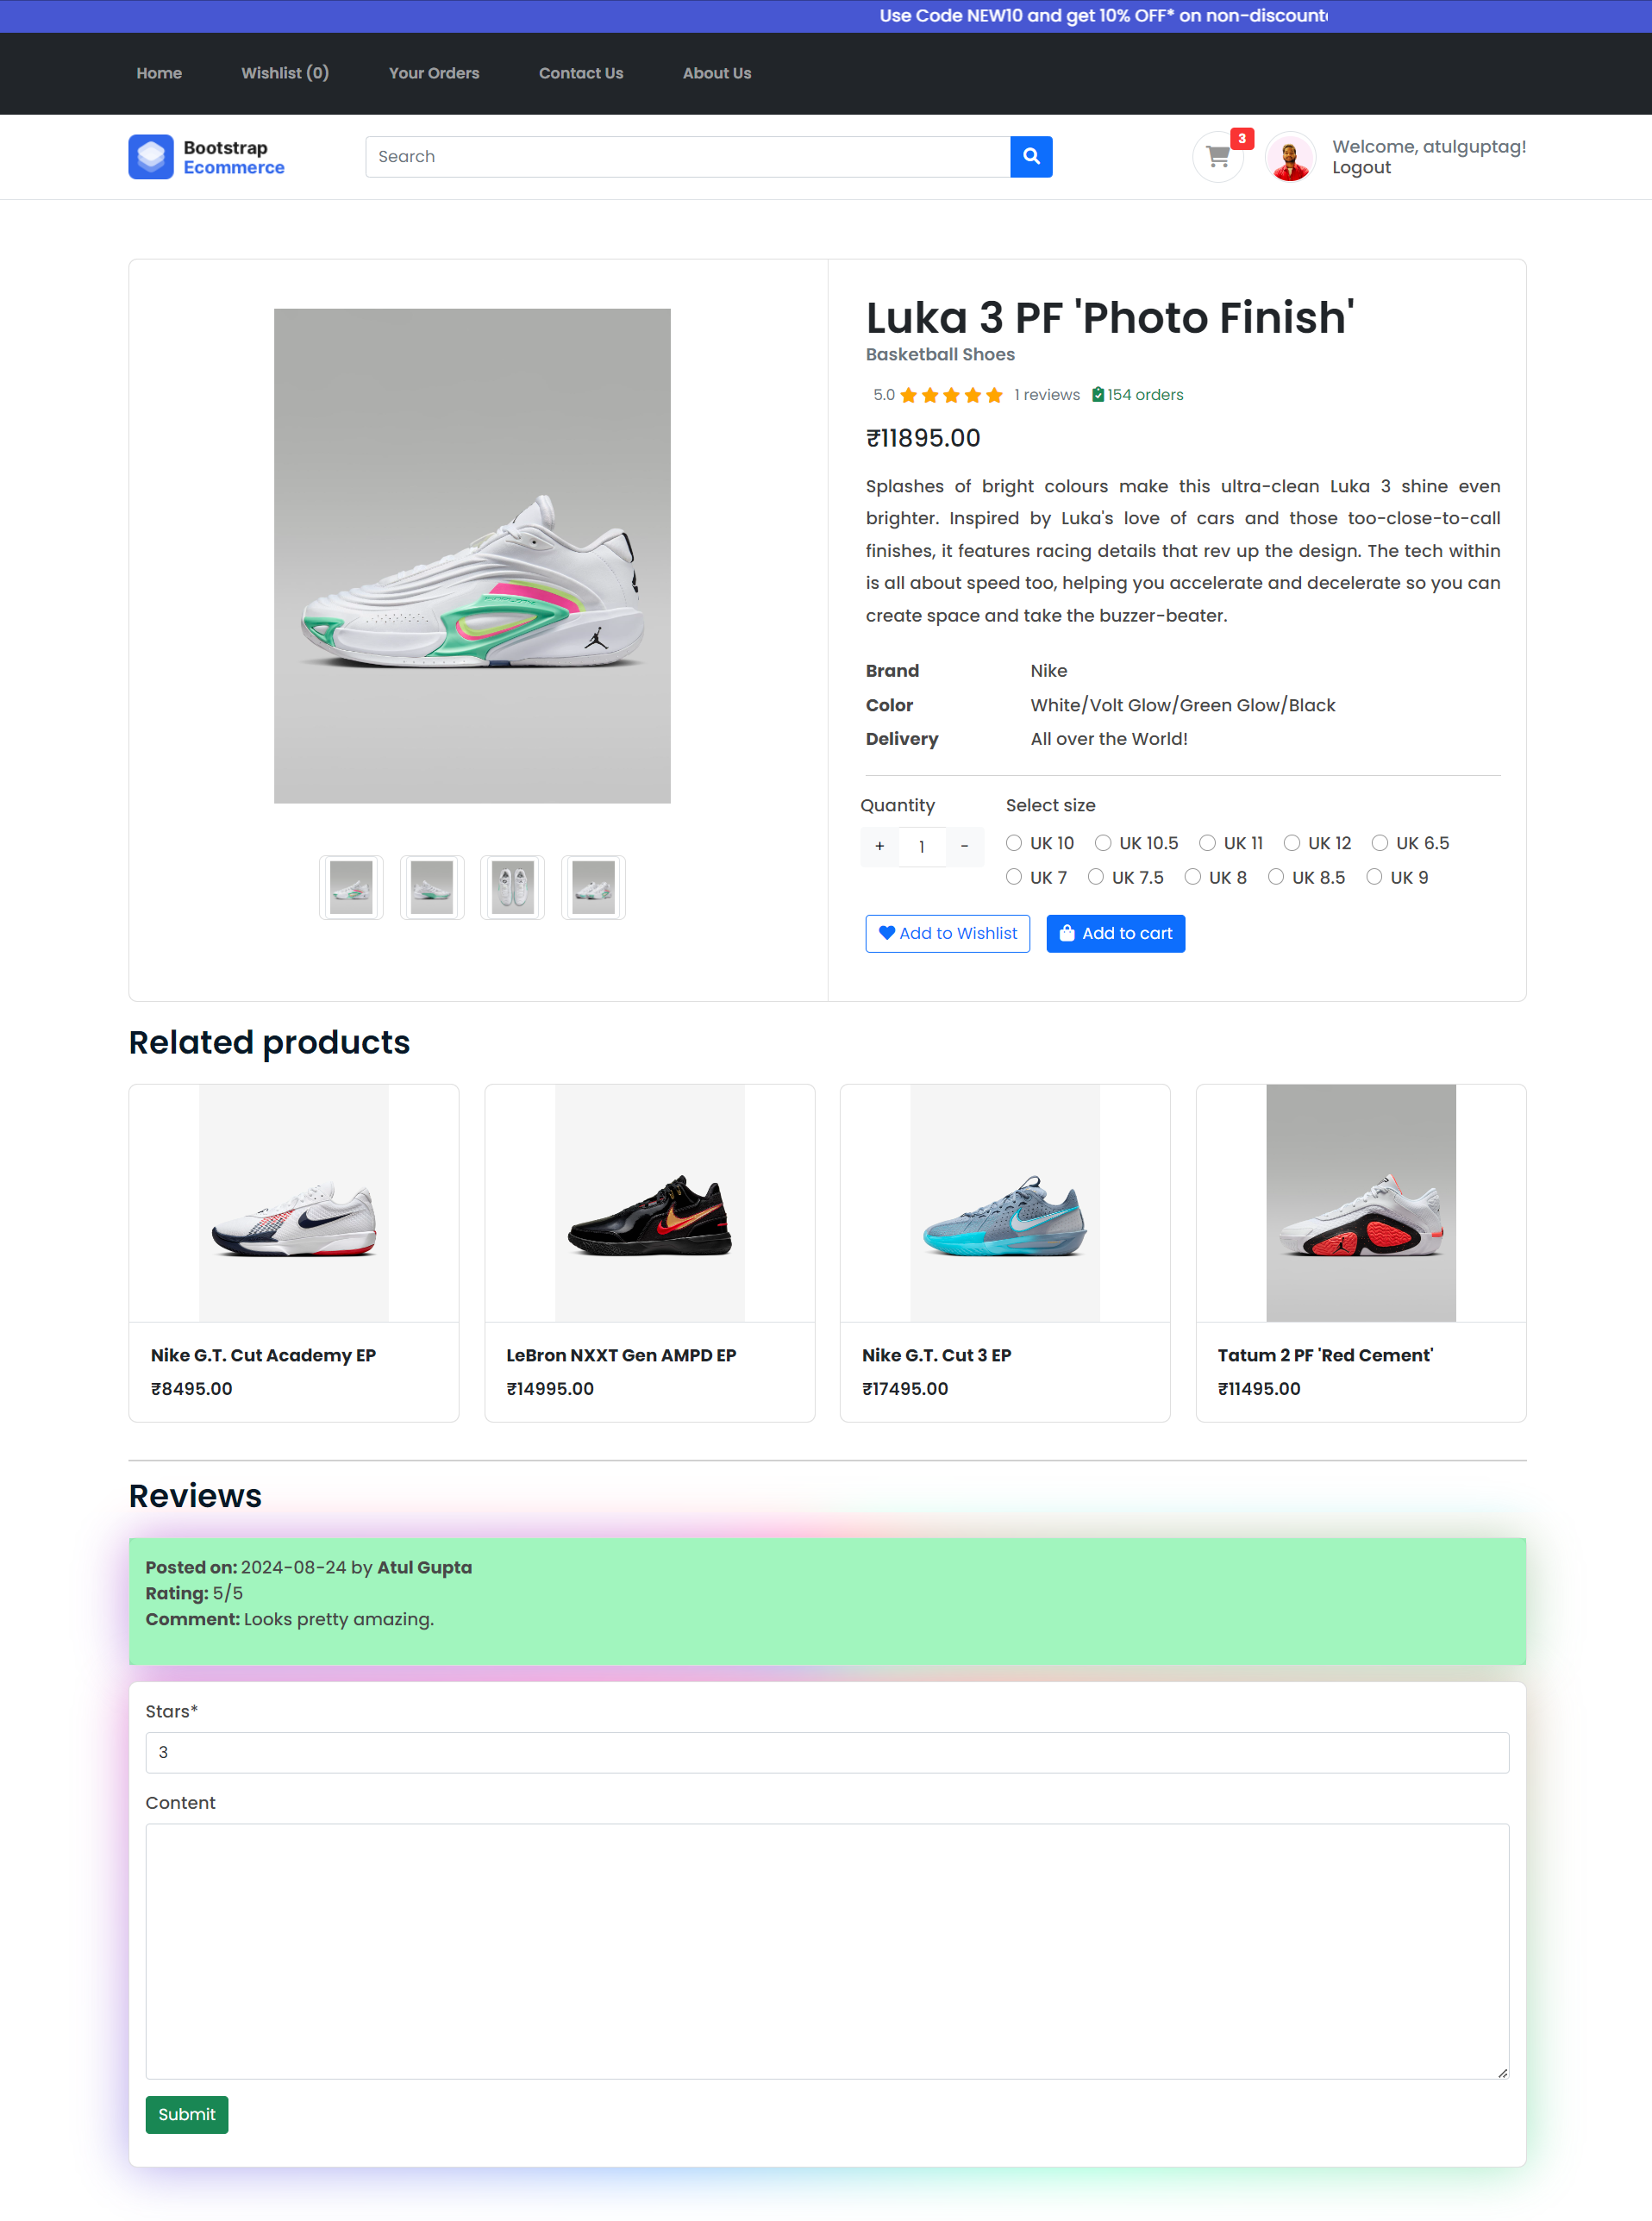 Use Code NEW10 and get 10% OFF* on non-discount
Home Wishlist (0) Your Orders Contact Us About Us
Bootstrap
Ecommerce
Search
3
Welcome, atulguptag!
Logout
Luka 3 PF 'Photo Finish'
Basketball Shoes
5.0 1 reviews 154 orders
₹11895.00
Splashes of bright colours make this ultra-clean Luka 3 shine even
brighter. Inspired by Luka's love of cars and those too-close-to-call
finishes, it features racing details that rev up the design. The tech within
is all about speed too, helping you accelerate and decelerate so you can
create space and take the buzzer-beater.
Brand Nike
Color White/Volt Glow/Green Glow/Black
Delivery All over the World!
Quantity Select size
+ 1 -
UK 10 UK 10.5 UK 11 UK 12 UK 6.5
UK 7 UK 7.5 UK 8 UK 8.5 UK 9
Add to Wishlist Add to cart
Related products
Nike G.T. Cut Academy EP
₹8495.00
LeBron NXXT Gen AMPD EP
₹14995.00
Nike G.T. Cut 3 EP
₹17495.00
Tatum 2 PF 'Red Cement'
₹11495.00
Reviews
Posted on: 2024-08-24 by Atul Gupta
Rating: 5/5
Comment: Looks pretty amazing.
Stars*
3
Content
Submit